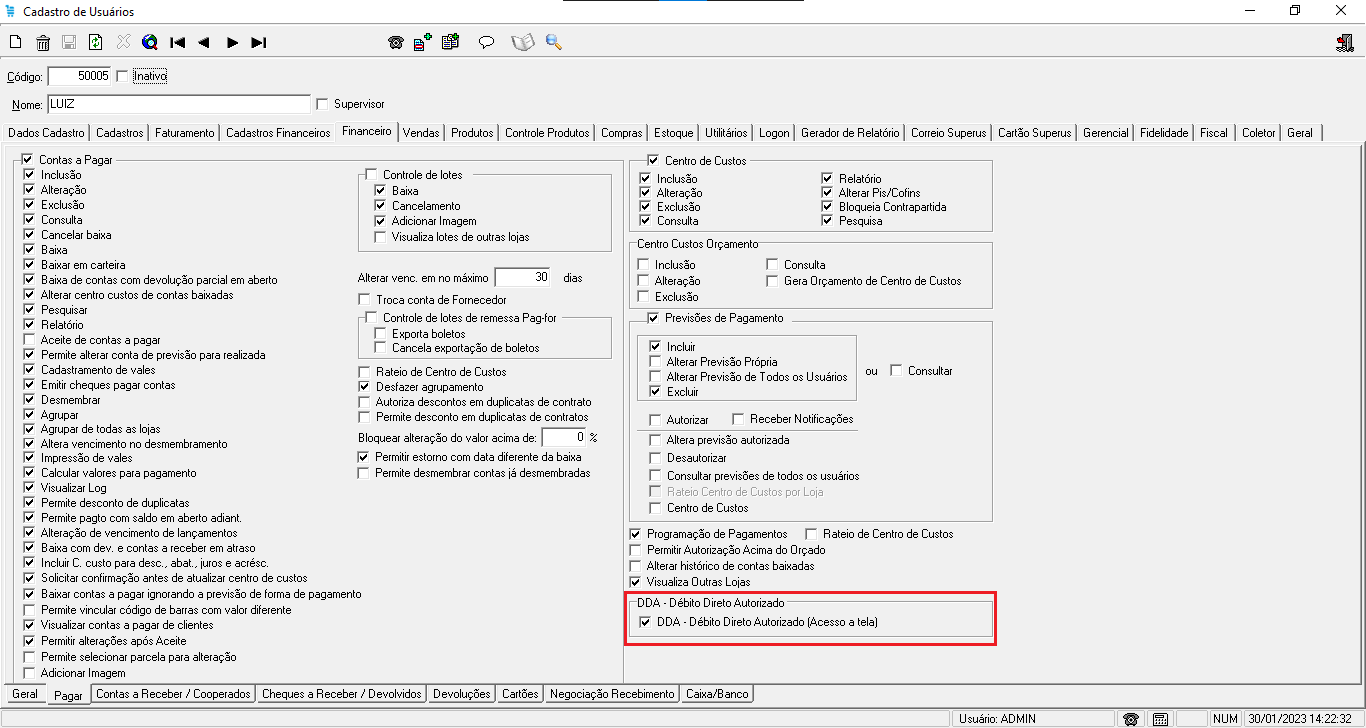 Cadastro de Usuários
Código: 50005 Inativo
Nome: LUIZ Supervisor
Dados Cadastro Cadastros Faturamento Cadastros Financeiros Financeiro Vendas Produtos Controle Produtos Compras Estoque Utilitários Logon Gerador de Relatório Correio Superus Cartão Superus Gerencial Fidelidade Fiscal Coletor Geral
Contas a Pagar
Inclusão
Alteração
Exclusão
Consulta
Cancelar baixa
Baixa
Baixar em carteira
Baixa de contas com devolução parcial em aberto
Alterar centro custos de contas baixadas
Pesquisar
Relatório
Aceite de contas a pagar
Permite alterar conta de previsão para realizada
Cadastramento de vales
Emitir cheques pagar contas
Desmembrar
Agrupar
Agrupar de todas as lojas
Altera vencimento no desmembramento
Impressão de vales
Calcular valores para pagamento
Visualizar Log
Permite desconto de duplicatas
Permite pagto com saldo em aberto adiant.
Alteração de vencimento de lançamentos
Baixa com dev. e contas a receber em atraso
Incluir C. custo para desc., abat., juros e acrésc.
Solicitar confirmação antes de atualizar centro de custos
Baixar contas a pagar ignorando a previsão de forma de pagamento
Permite vincular código de barras com valor diferente
Visualizar contas a pagar de clientes
Permitir alterações após Aceite
Permite selecionar parcela para alteração
Adicionar Imagem
Controle de lotes
Baixa
Cancelamento
Adicionar Imagem
Visualiza lotes de outras lojas
Alterar venc. em no máximo 30 dias
Troca conta de Fornecedor
Controle de lotes de remessa Pag-for
Exporta boletos
Cancela exportação de boletos
Rateio de Centro de Custos
Desfazer agrupamento
Autoriza descontos em duplicatas de contrato
Permite desconto em duplicatas de contratos
Bloquear alteração do valor acima de: 0 %
Permitir estorno com data diferente da baixa
Permite desmembrar contas já desmembradas
Centro de Custos
Inclusão Relatório
Alteração Alterar Pis/Cofins
Exclusão Bloqueia Contrapartida
Consulta Pesquisa
Centro Custos Orçamento
Inclusão Consulta
Alteração Gera Orçamento de Centro de Custos
Exclusão
Previsões de Pagamento
Incluir
Alterar Previsão Própria
Alterar Previsão de Todos os Usuários ou Consultar
Excluir
Autorizar Receber Notificações
Altera previsão autorizada
Desautorizar
Consultar previsões de todos os usuários
Rateio Centro de Custos por Loja
Centro de Custos
Programação de Pagamentos Rateio de Centro de Custos
Permitir Autorização Acima do Orçado
Alterar histórico de contas baixadas
Visualiza Outras Lojas
DDA - Débito Direto Autorizado
DDA - Débito Direto Autorizado (Acesso a tela)
Geral Pagar Contas a Receber / Cooperados Cheques a Receber / Devolvidos Devoluções Cartões Negociação Recebimento Caixa/Banco
Usuário: ADMIN NUM 30/01/2023 14:22:32